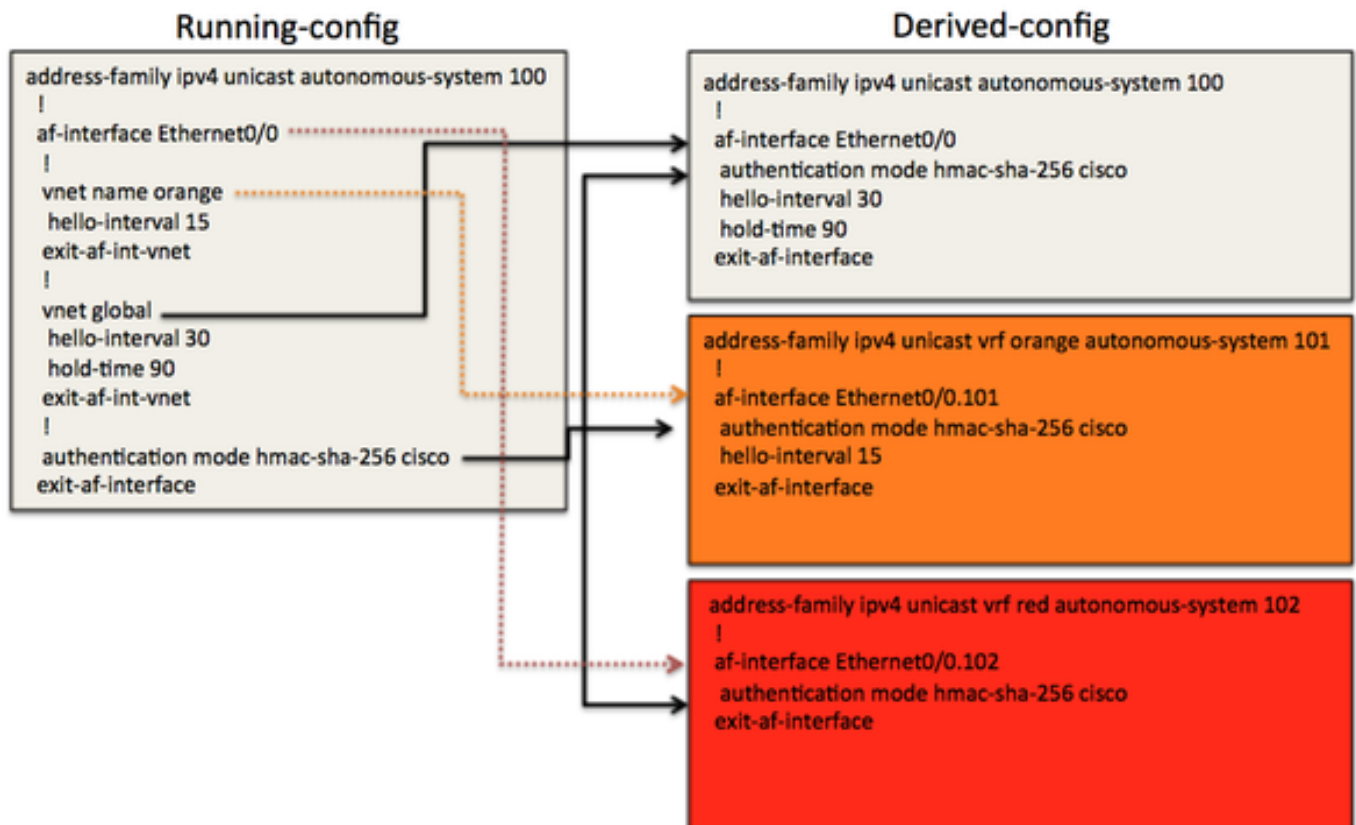 Running-config
address-family ipv4 unicast autonomous-system 100
!
af-interface Ethernet0/0
!
vnet name orange
hello-interval 15
exit-af-int-vnet
!
vnet global
hello-interval 30
hold-time 90
exit-af-int-vnet
!
authentication mode hmac-sha-256 cisco
exit-af-interface
Derived-config
address-family ipv4 unicast autonomous-system 100
!
af-interface Ethernet0/0
authentication mode hmac-sha-256 cisco
hello-interval 30
hold-time 90
exit-af-interface
address-family ipv4 unicast vrf orange autonomous-system 101
!
af-interface Ethernet0/0.101
authentication mode hmac-sha-256 cisco
hello-interval 15
exit-af-interface
address-family ipv4 unicast vrf red autonomous-system 102
!
af-interface Ethernet0/0.102
authentication mode hmac-sha-256 cisco
exit-af-interface